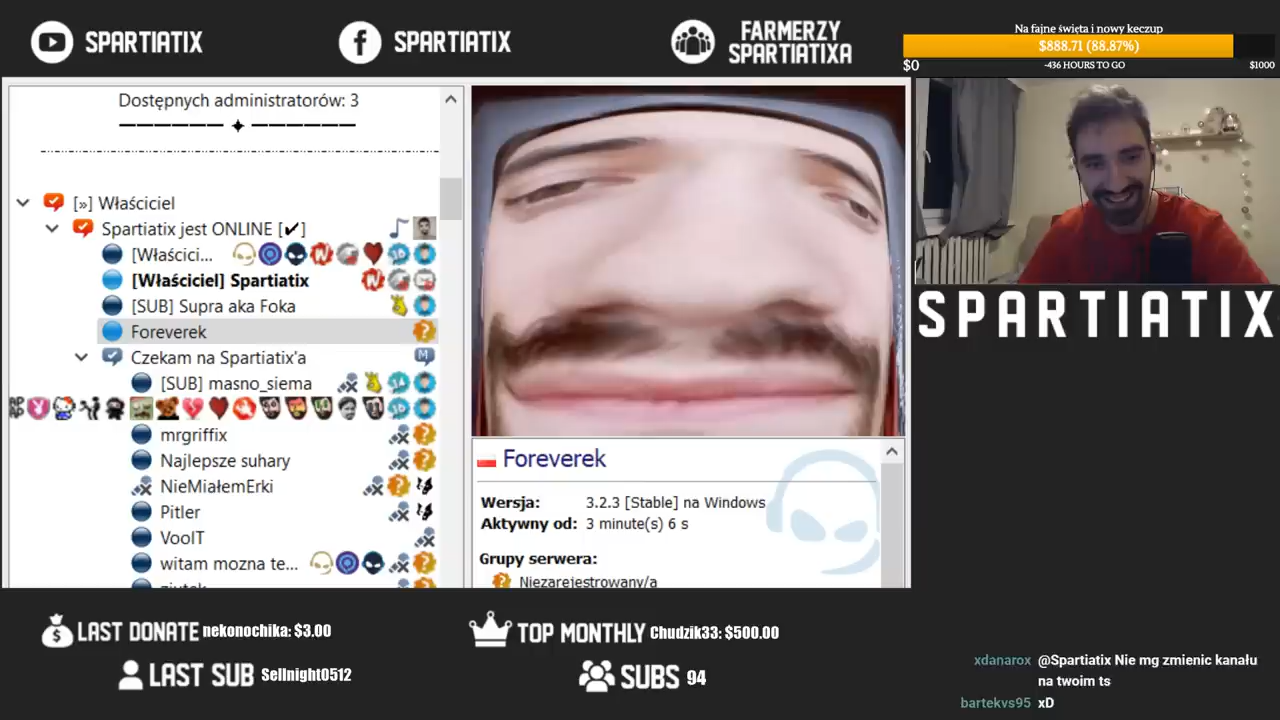 SPARTIATIX
SPARTIATIX
FARMERZY
SPARTIATIXA
Na fajne święta i nowy keczup
$888.71 (88.87%)
$0
-436 HOURS TO GO
$1000
Dostępnych administratorów: 3
[»] Właściciel
Spartiatix jest ONLINE [✔]
[Właścici...
[Właściciel] Spartiatix
[SUB] Supra aka Foka
Foreverek
Czekam na Spartiatix'a
[SUB] masno_siema
mrgriffix
Najlepsze suhary
NieMiałemErki
Pitler
VooIT
witam mozna te...
Foreverek
Wersja: 3.2.3 [Stable] na Windows
Aktywny od: 3 minute(s) 6 s
Grupy serwera:
Niezarejestrowany/a
SPARTIATIX
LAST DONATE nekonochika: $3.00
TOP MONTHLY Chudzik33: $500.00
LAST SUB Sellnight0512
SUBS 94
xdanarox @Spartiatix Nie mg zmienic kanału
na twoim ts
bartekvs95 xD